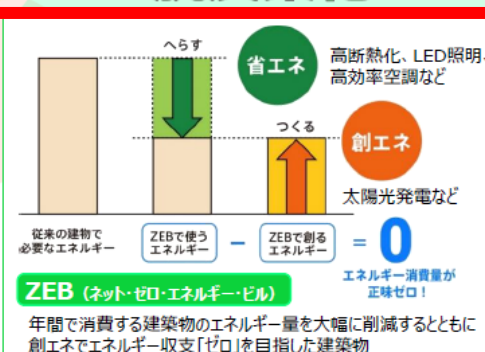 へらす
省エネ
高断熱化、LED照明、
高効率空調など
つくる
創エネ
太陽光発電など
従来の建物で
必要なエネルギー
ZEBで使う
エネルギー
－
ZEBで創る
エネルギー
＝0
エネルギー消費量が
正味ゼロ！
ZEB（ネット・ゼロ・エネルギー・ビル）
年間で消費する建築物のエネルギー量を大幅に削減するとともに
創エネでエネルギー収支「ゼロ」を目指した建築物